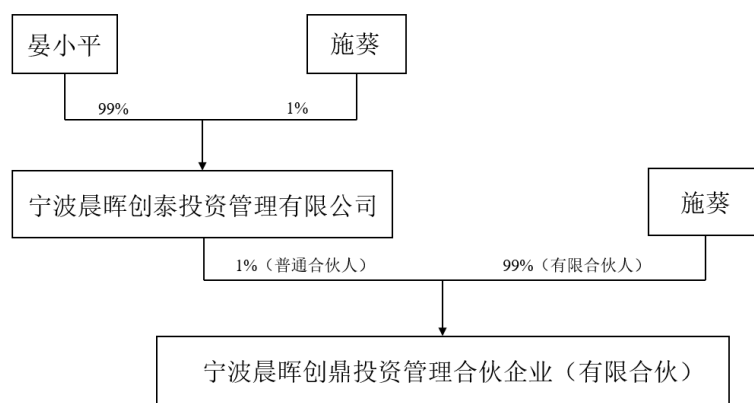 晏小平
施葵
99%
1%
宁波晨晖创泰投资管理有限公司
施葵
1%（普通合伙人）
99%（有限合伙人）
宁波晨晖创鼎投资管理合伙企业（有限合伙）